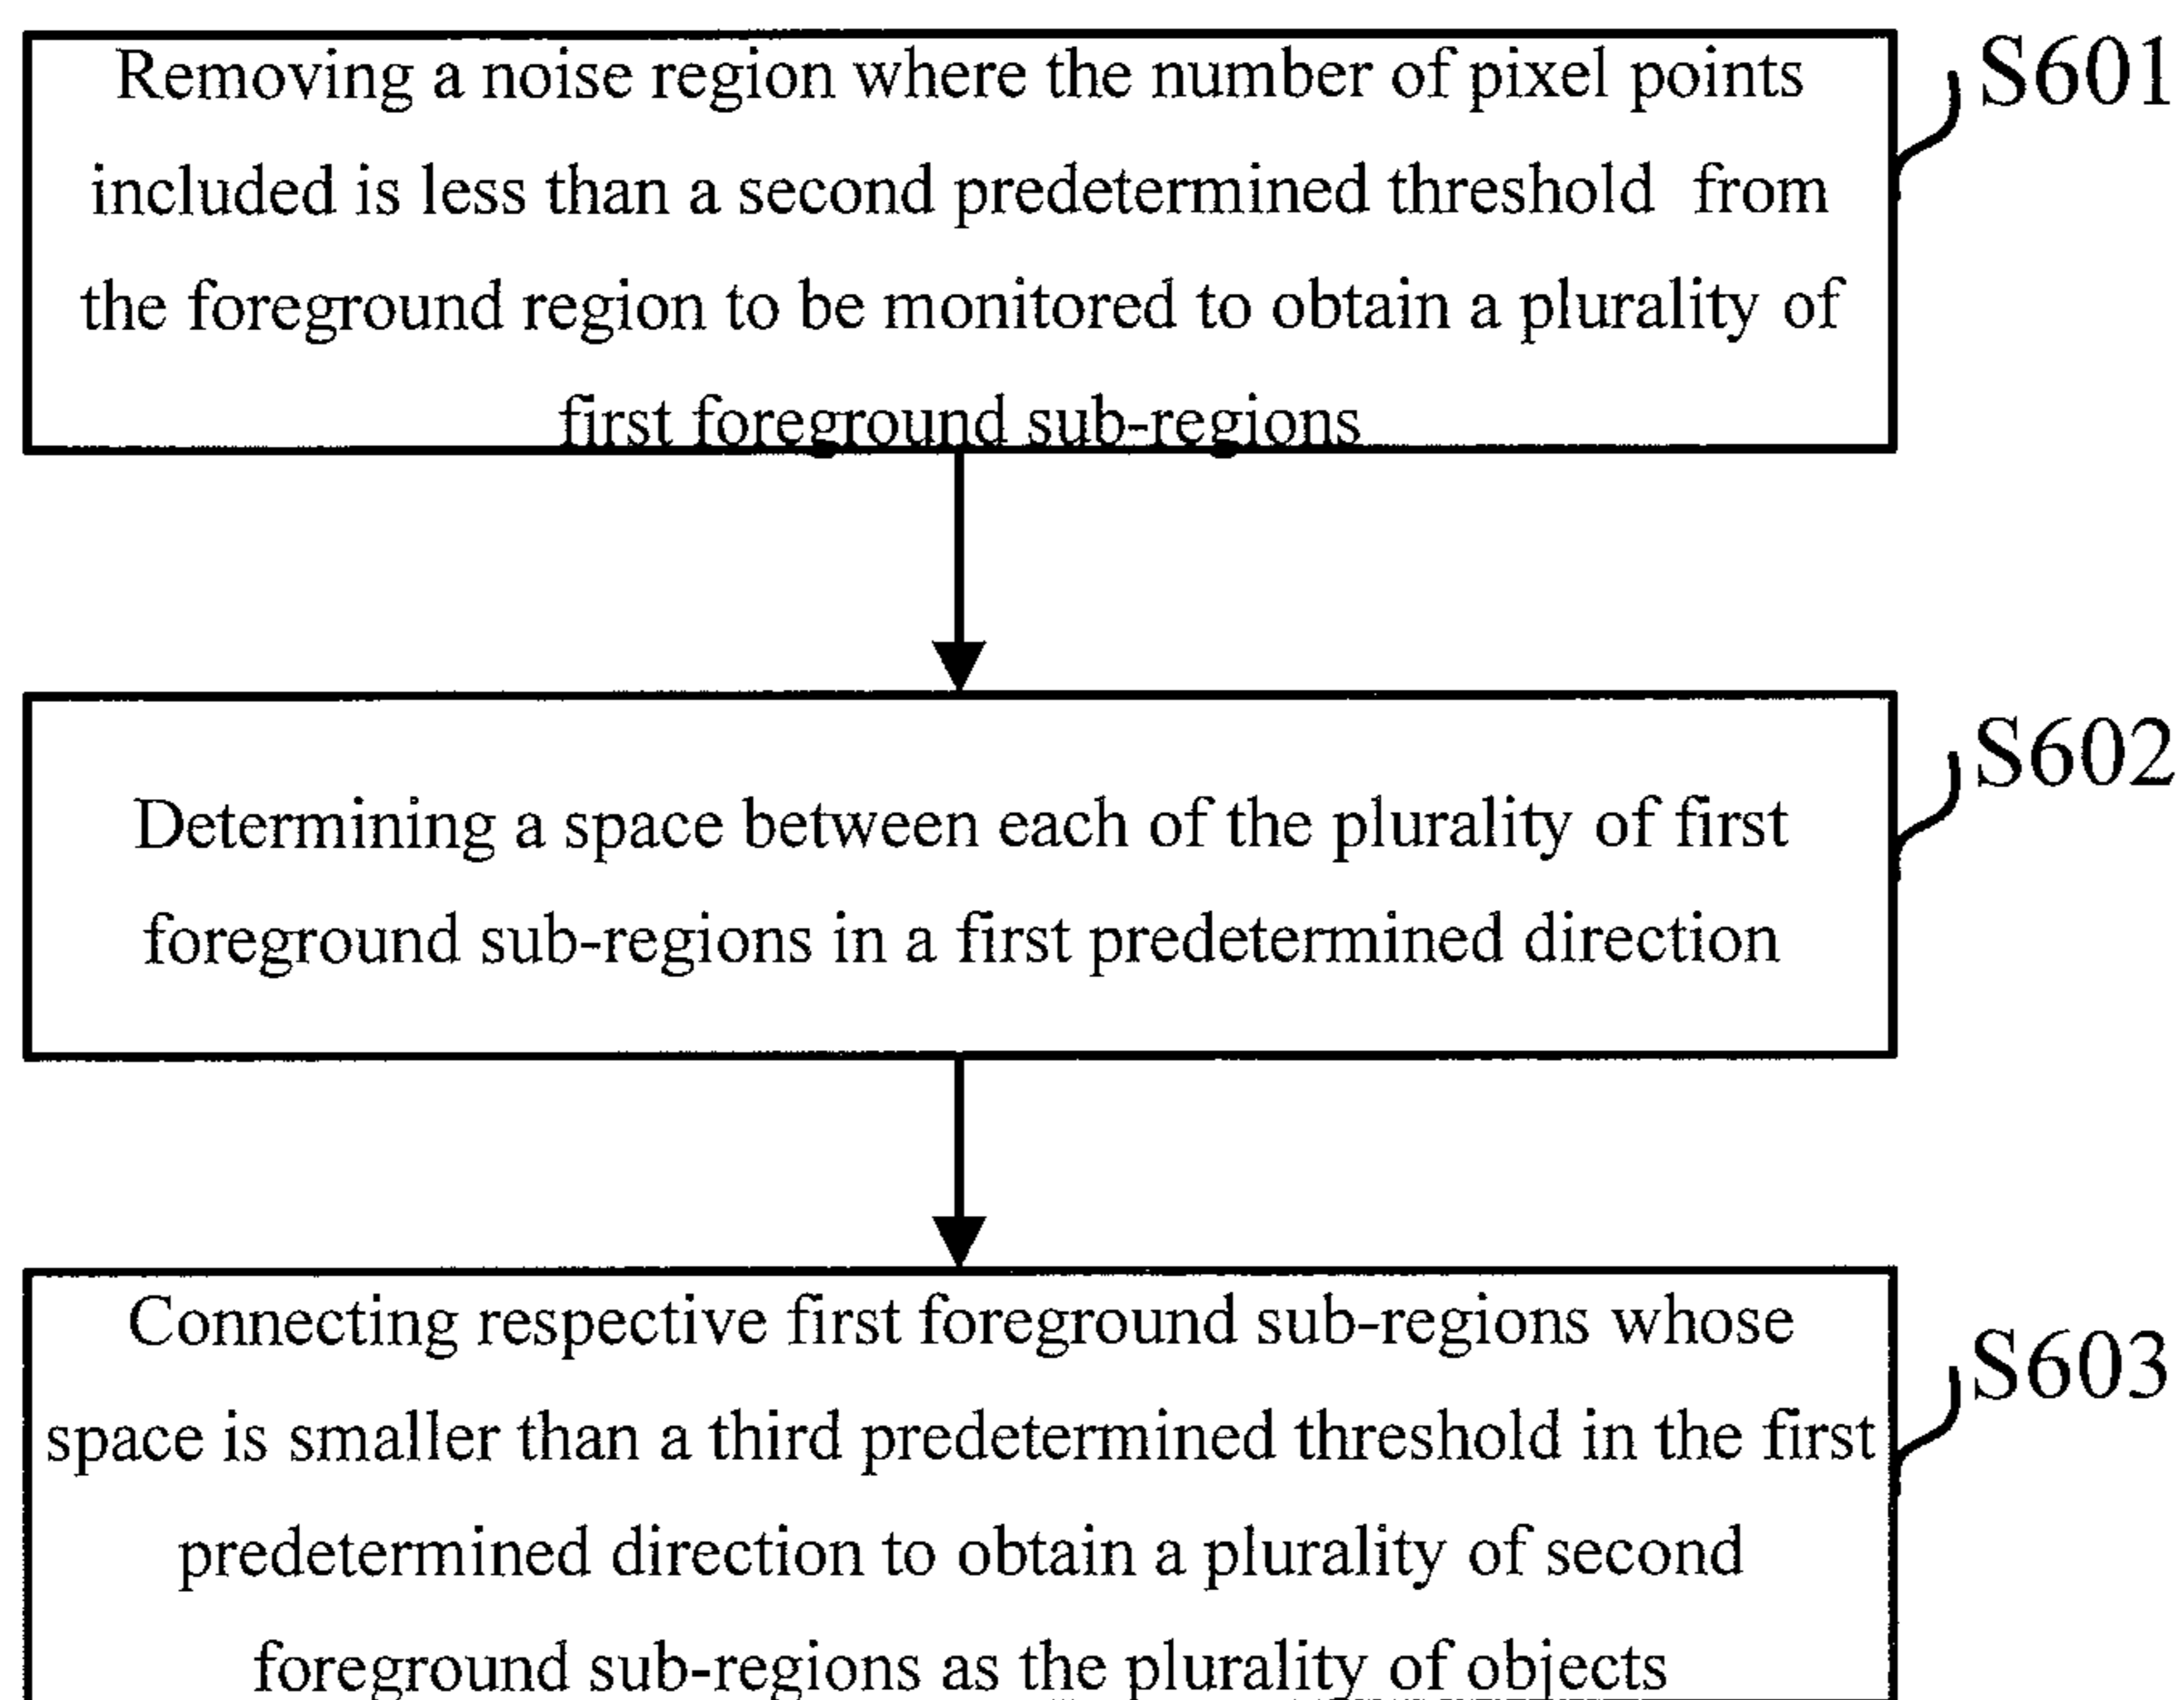 Removing a noise region where the number of pixel points
included is less than a second predetermined threshold from
the foreground region to be monitored to obtain a plurality of
first foreground sub-regions
S601
Determining a space between each of the plurality of first
foreground sub-regions in a first predetermined direction
S602
Connecting respective first foreground sub-regions whose
space is smaller than a third predetermined threshold in the first
predetermined direction to obtain a plurality of second
foreground sub-regions as the plurality of objects
S603